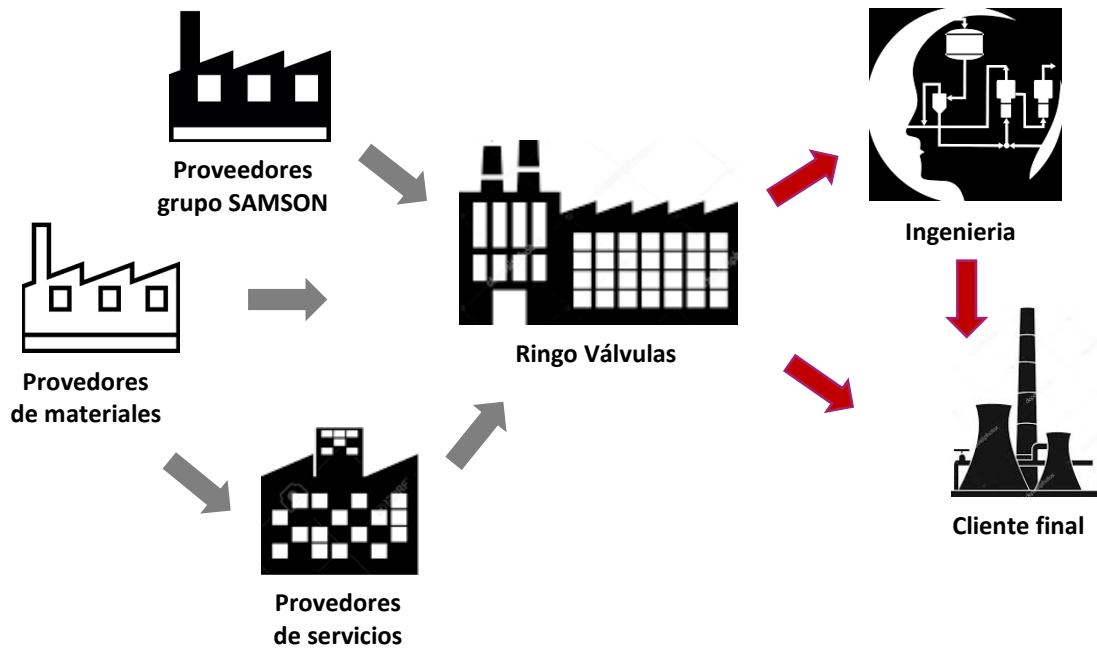 Proveedores
grupo SAMSON
Ingenieria
Ringo Válvulas
Provedores
de materiales
Cliente final
Provedores
de servicios